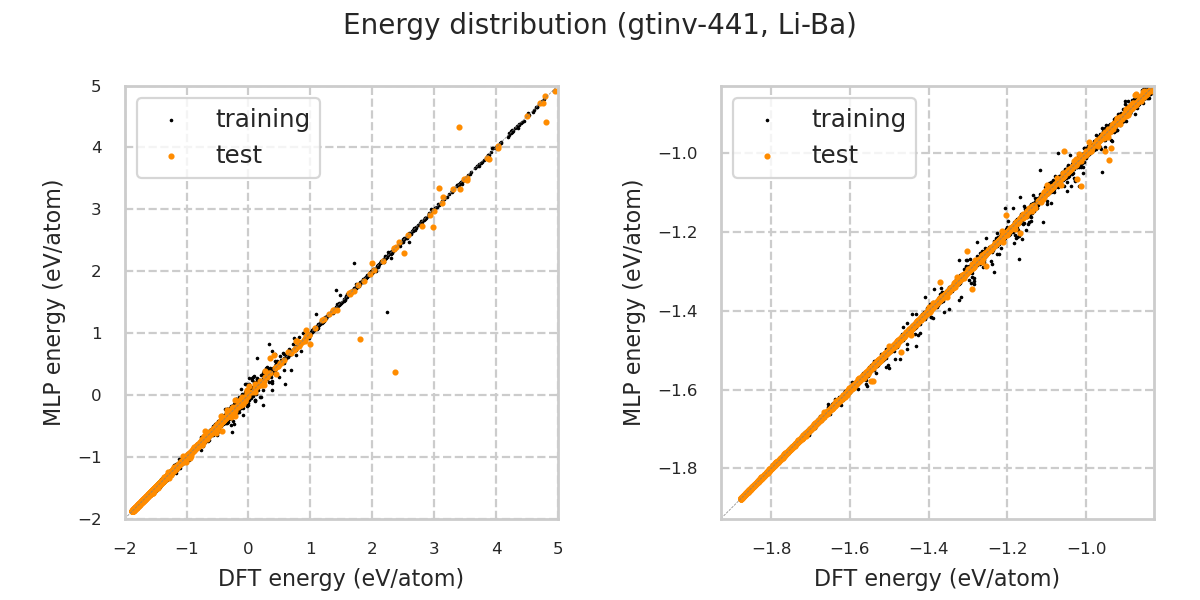 Energy distribution (gtinv-441, Li-Ba)
MLP energy (eV/atom)
5
4
3
2
1
0
−1
−2
training
test
−2
−1
0
1
2
3
4
5
DFT energy (eV/atom)
MLP energy (eV/atom)
−1.0
−1.2
−1.4
−1.6
−1.8
training
test
−1.8
−1.6
−1.4
−1.2
−1.0
DFT energy (eV/atom)